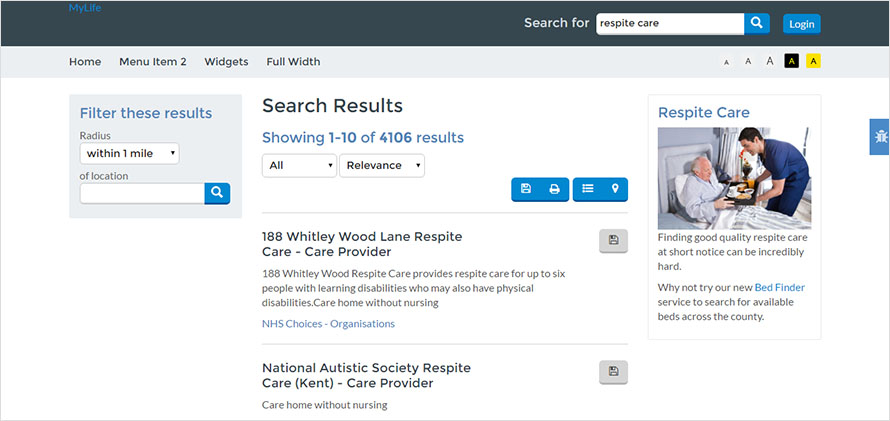 MyLife
Search for
respite care
Login
Home
Menu Item 2
Widgets
Full Width
A
A
A
A
A
Filter these results
Radius
within 1 mile
of location
Search Results
Showing 1-10 of 4106 results
All
Relevance
188 Whitley Wood Lane Respite
Care - Care Provider
188 Whitley Wood Respite Care provides respite care for up to six
people with learning disabilities who may also have physical
disabilities.Care home without nursing
NHS Choices - Organisations
National Autistic Society Respite
Care (Kent) - Care Provider
Care home without nursing
Respite Care
Finding good quality respite care
at short notice can be incredibly
hard.
Why not try our new Bed Finder
service to search for available
beds across the county.